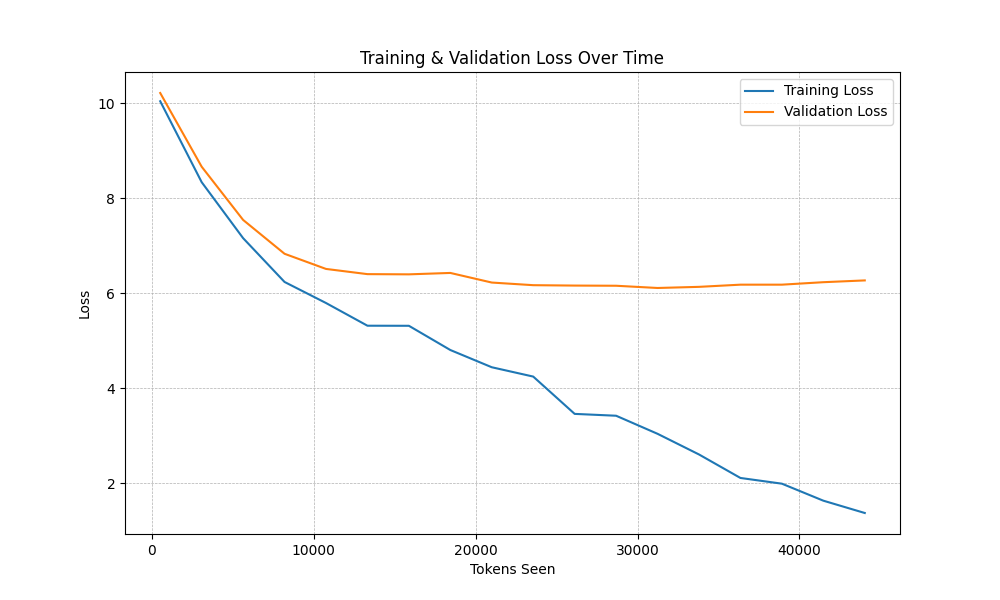 Training & Validation Loss Over Time
Training Loss
Validation Loss
10
8
6
4
2
Loss
0
10000
20000
30000
40000
Tokens Seen